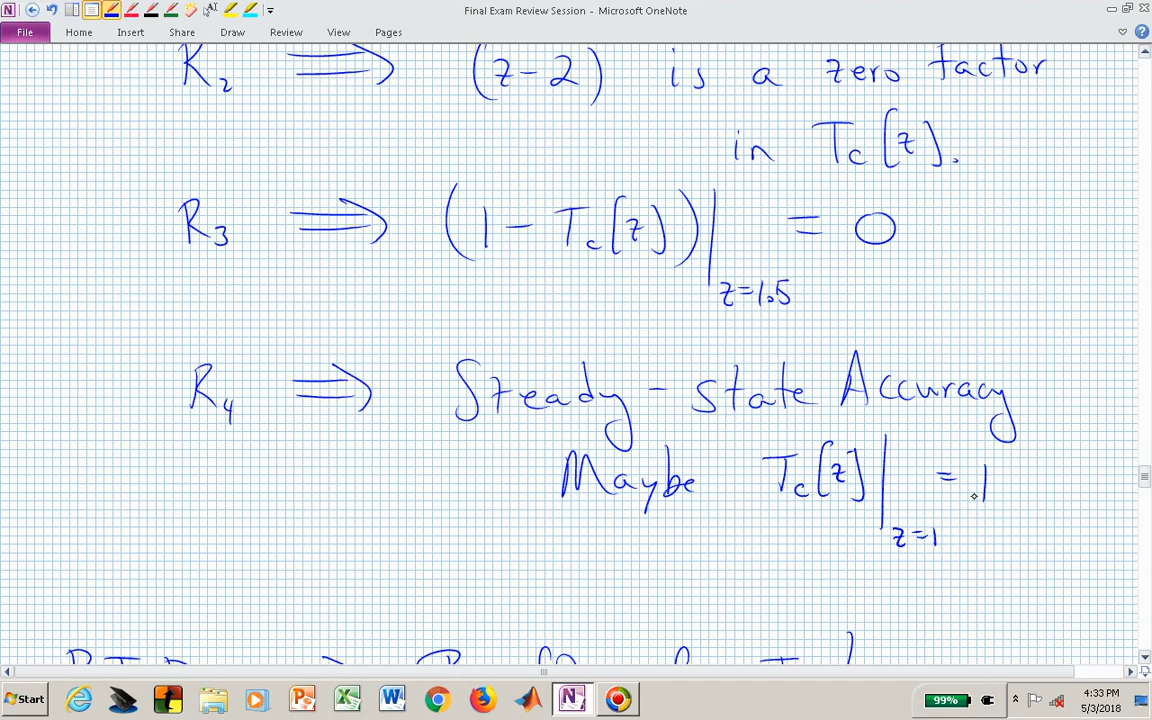 Final Exam Review Session - Microsoft OneNote
File Home Insert Share Draw Review View Pages
R2 ⟹ (z-2) is a zero factor
in Tc[z].
R3 ⟹ (1 - Tc[z])| = 0
z=1.5
R4 ⟹ Steady-state Accuracy
Maybe Tc[z]| = 1
z=1
Start
99%
4:33 PM
5/3/2018